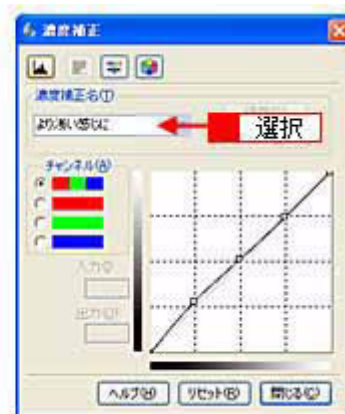 濃度補正
濃度補正名(T)
より濃い感じに
選択
チャンネル(A)
入力(I)
出力(O)
ヘルプ(H)
リセット(R)
閉じる(C)